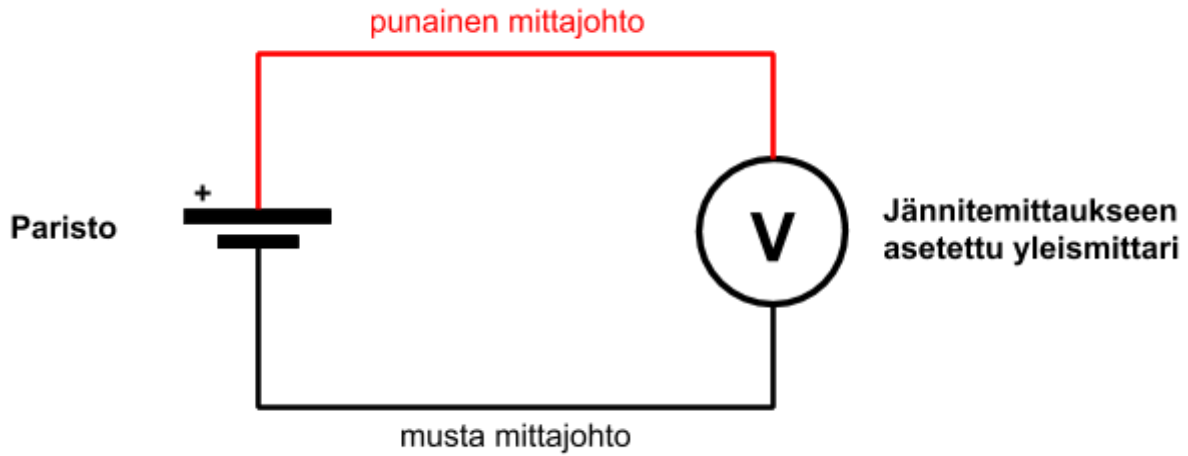 punainen mittajohto
+
Paristo
V
Jännitemittaukseen
asetettu yleismittari
musta mittajohto